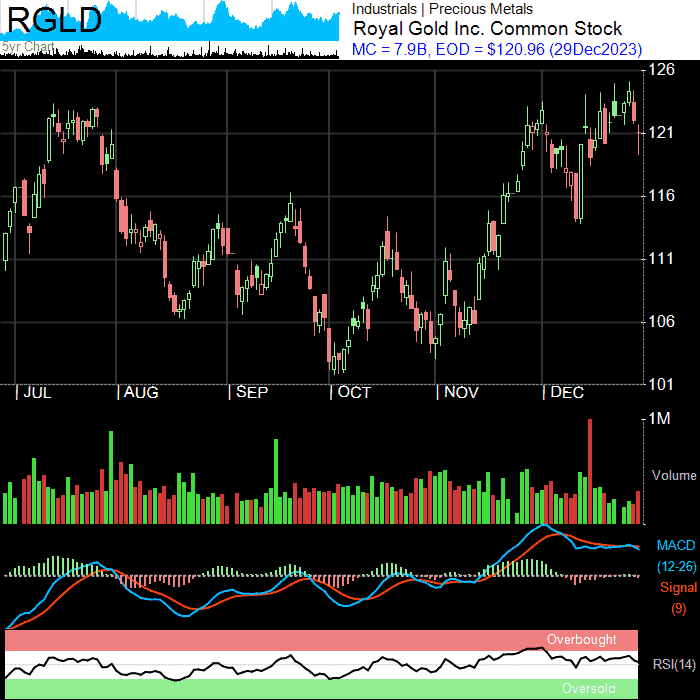 RGLD
5yr Chart
Industrials | Precious Metals
Royal Gold Inc. Common Stock
MC = 7.9B, EOD = $120.96 (29Dec2023)
126
121
116
111
106
101
JUL AUG SEP OCT NOV DEC
1M
Volume
MACD
(12-26)
Signal
(9)
Overbought
RSI(14)
Oversold